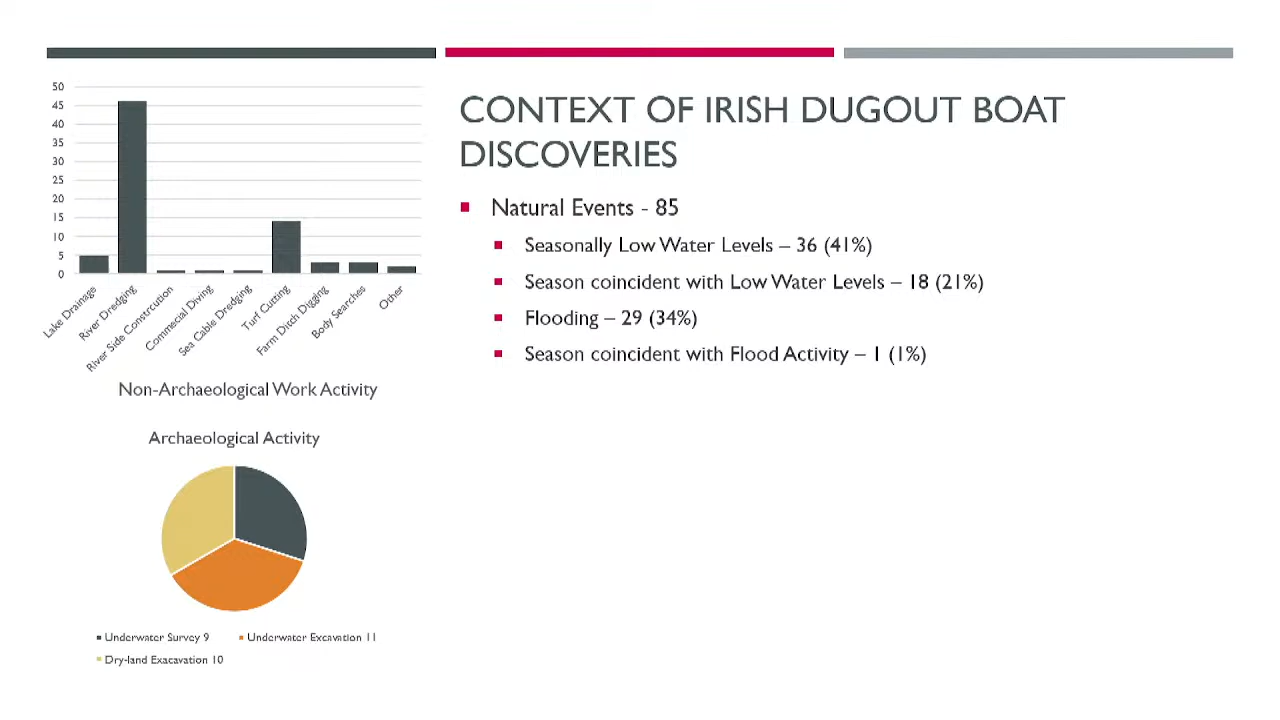 CONTEXT OF IRISH DUGOUT BOAT
DISCOVERIES
Natural Events - 85
Seasonally Low Water Levels – 36 (41%)
Season coincident with Low Water Levels – 18 (21%)
Flooding – 29 (34%)
Season coincident with Flood Activity – 1 (1%)
50
45
40
35
30
25
20
15
10
5
0
Lake Drainage
River Dredging
River Side Constrcution
Commecial Diving
Sea Cable Dredging
Turf Cutting
Farm Ditch Digging
Body Searches
Other
Non-Archaeological Work Activity
Archaeological Activity
Underwater Survey 9
Underwater Excavation 11
Dry-land Exacavation 10